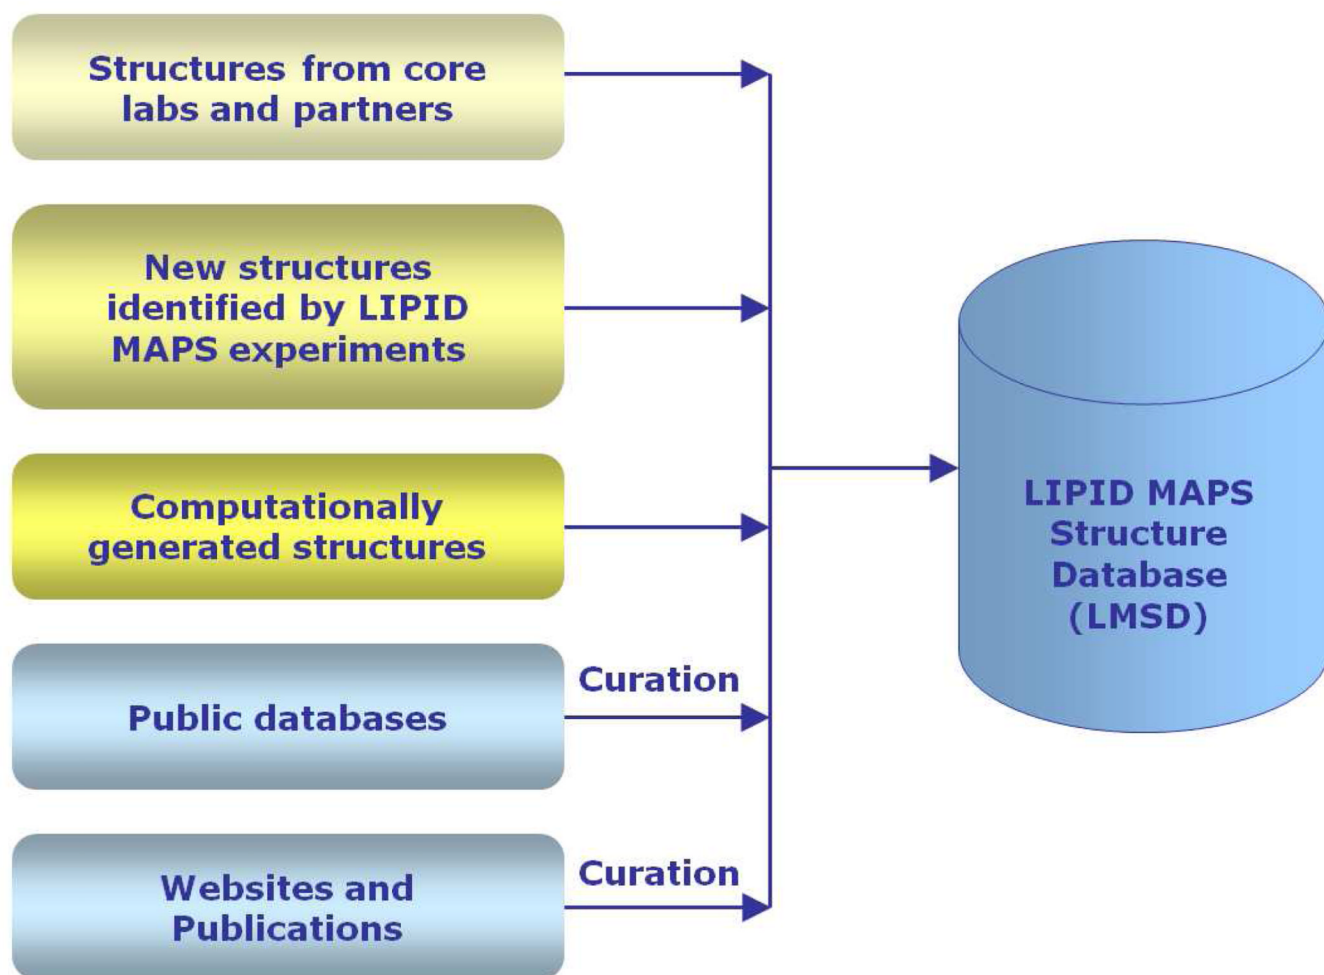 Structures from core
labs and partners
New structures
identified by LIPID
MAPS experiments
Computationally
generated structures
Public databases
Curation
Websites and
Publications
Curation
LIPID MAPS
Structure
Database
(LMSD)